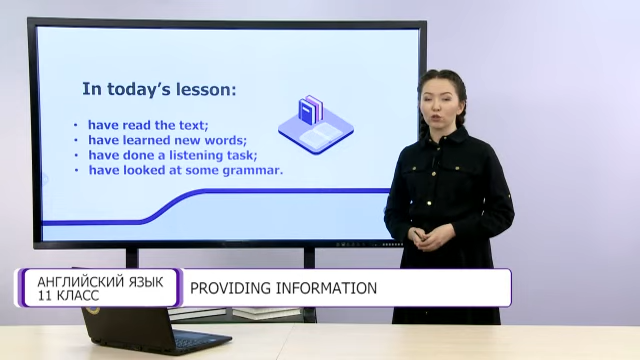 In today's lesson:
• have read the text;
• have learned new words;
• have done a listening task;
• have looked at some grammar.
АНГЛИЙСКИЙ ЯЗЫК
11 КЛАСС
PROVIDING INFORMATION